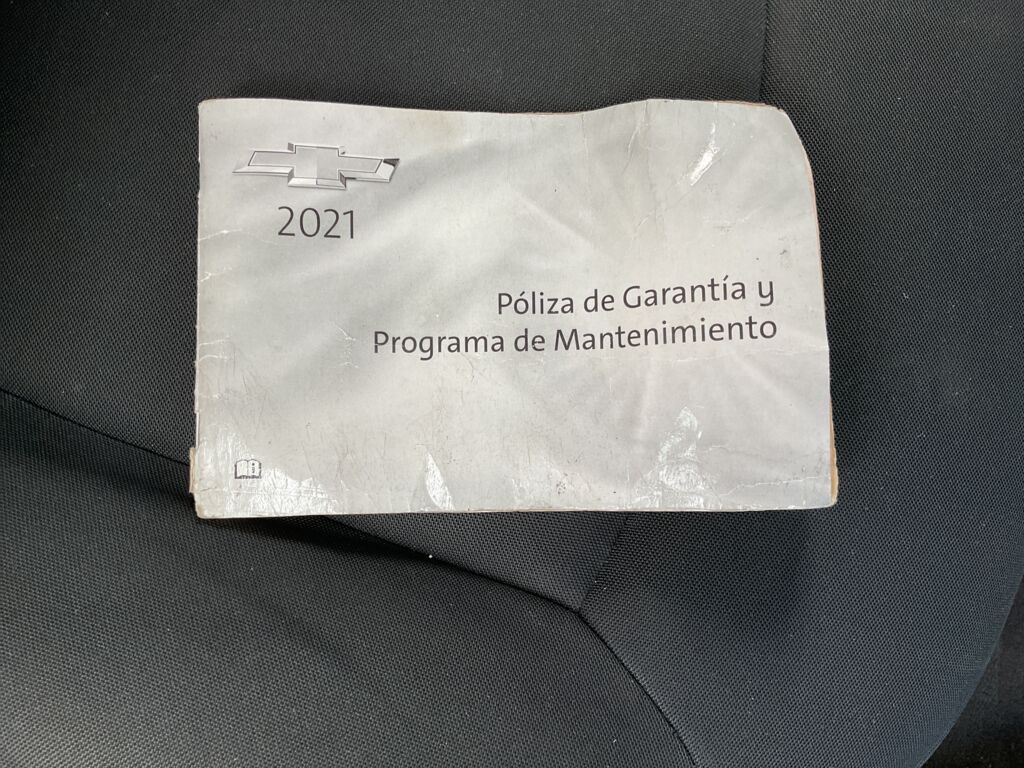 2021
Póliza de Garantía y
Programa de Mantenimiento